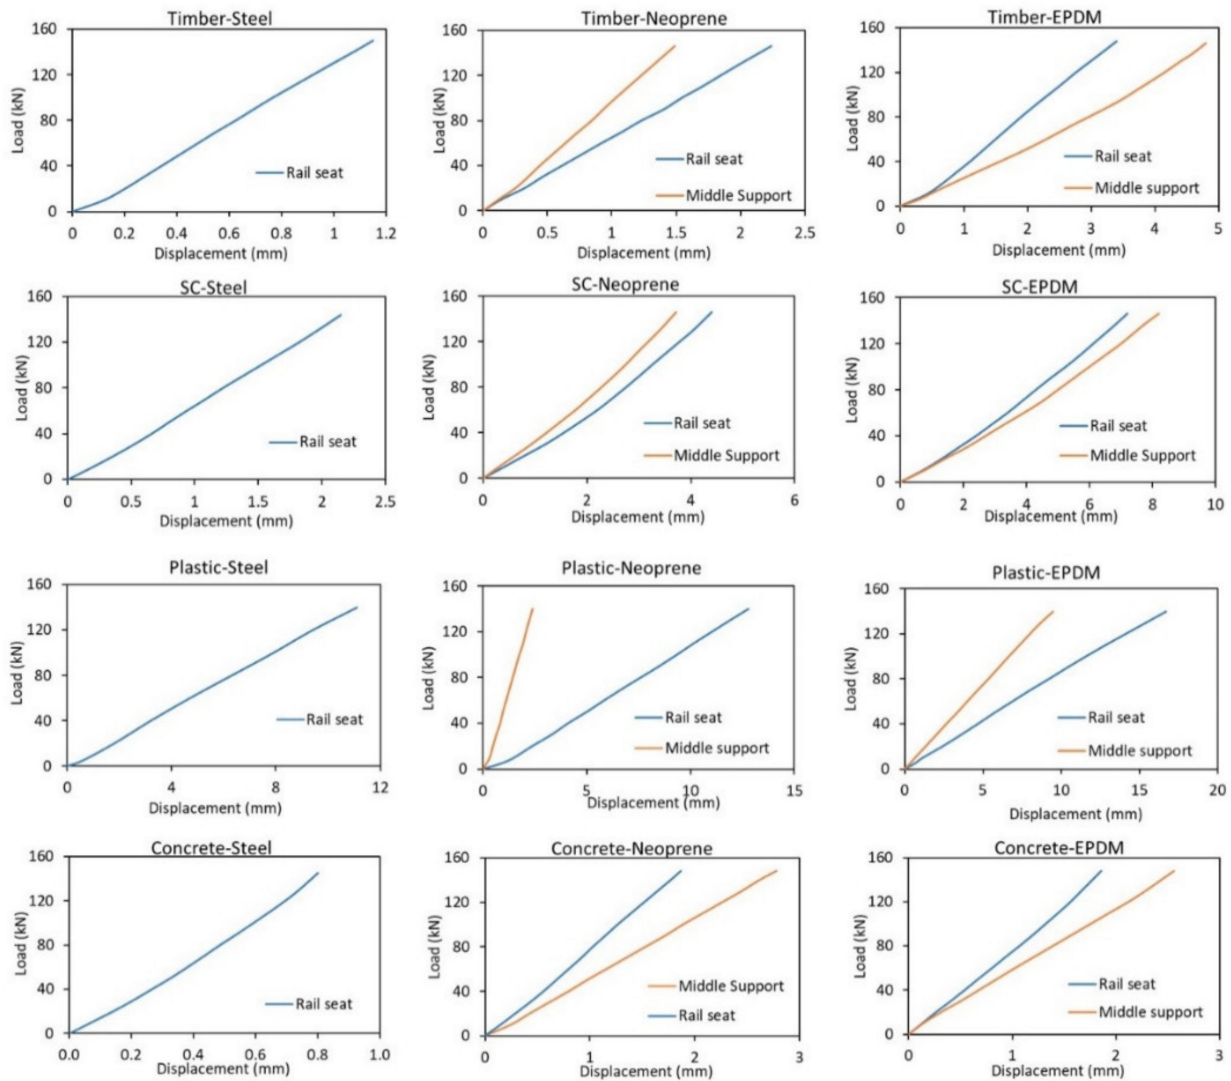 Timber-Steel
160
120
80
40
0
Load (kN)
Rail seat
0 0.2 0.4 0.6 0.8 1 1.2
Displacement (mm)
Timber-Neoprene
160
120
80
40
0
Load (kN)
Rail seat
Middle Support
0 0.5 1 1.5 2 2.5
Displacement (mm)
Timber-EPDM
160
120
80
40
0
Load (kN)
Rail seat
Middle support
0 1 2 3 4 5
Displacement (mm)
SC-Steel
160
120
80
40
0
Load (kN)
Rail seat
0 0.5 1 1.5 2 2.5
Displacement (mm)
SC-Neoprene
160
120
80
40
0
Load (kN)
Rail seat
Middle Support
0 2 4 6
Displacement (mm)
SC-EPDM
160
120
80
40
0
Load (kN)
Rail seat
Middle Support
0 2 4 6 8 10
Displacement (mm)
Plastic-Steel
160
120
80
40
0
Load (kN)
Rail seat
0 4 8 12
Displacement (mm)
Plastic-Neoprene
160
120
80
40
0
Load (kN)
Rail seat
Middle support
0 5 10 15
Displacement (mm)
Plastic-EPDM
160
120
80
40
0
Load (kN)
Rail seat
Middle support
0 5 10 15 20
Displacement (mm)
Concrete-Steel
160
120
80
40
0
Load (kN)
Rail seat
0.0 0.2 0.4 0.6 0.8 1.0
Displacement (mm)
Concrete-Neoprene
160
120
80
40
0
Load (kN)
Middle Support
Rail seat
0 1 2 3
Displacement (mm)
Concrete-EPDM
160
120
80
40
0
Load (kN)
Rail seat
Middle support
0 1 2 3
Displacement (mm)